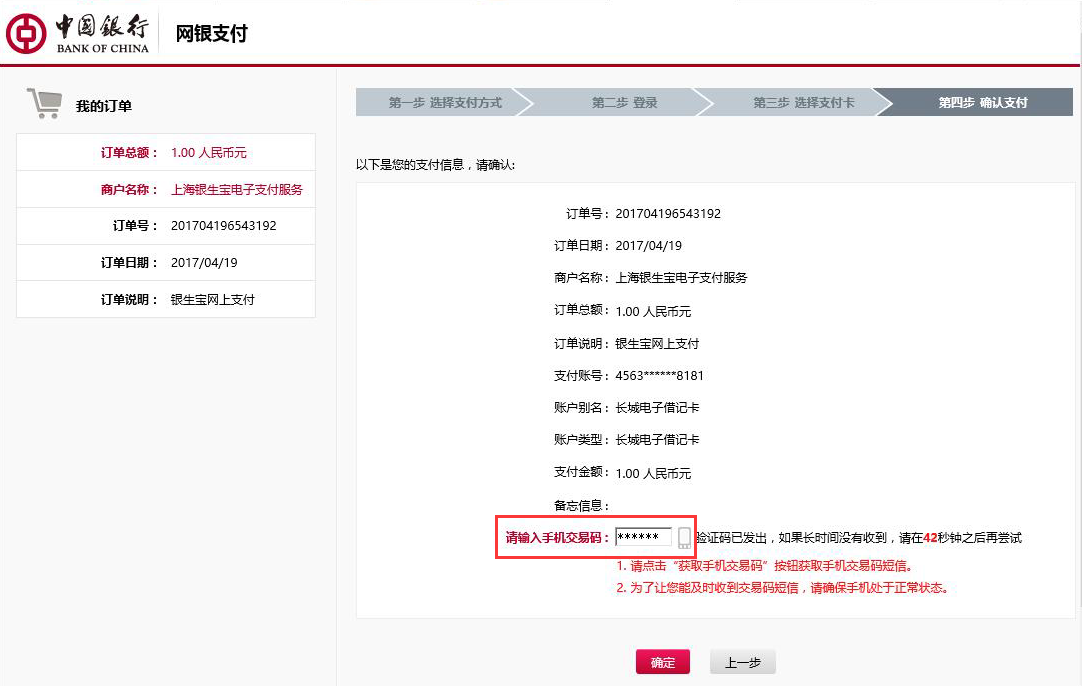 中国银行
BANK OF CHINA
网银支付
我的订单
订单总额： 1.00 人民币元
商户名称： 上海银生宝电子支付服务
订单号： 201704196543192
订单日期： 2017/04/19
订单说明： 银生宝网上支付
第一步 选择支付方式
第二步 登录
第三步 选择支付卡
第四步 确认支付
以下是您的支付信息，请确认:
订单号： 201704196543192
订单日期： 2017/04/19
商户名称： 上海银生宝电子支付服务
订单总额： 1.00 人民币元
订单说明： 银生宝网上支付
支付账号： 4563******8181
账户别名： 长城电子借记卡
账户类型： 长城电子借记卡
支付金额： 1.00 人民币元
备忘信息：
请输入手机交易码： ****** 验证码已发出，如果长时间没有收到，请在42秒钟之后再尝试
1. 请点击“获取手机交易码”按钮获取手机交易码短信。
2. 为了让您能及时收到交易码短信，请确保手机处于正常状态。
确定
上一步